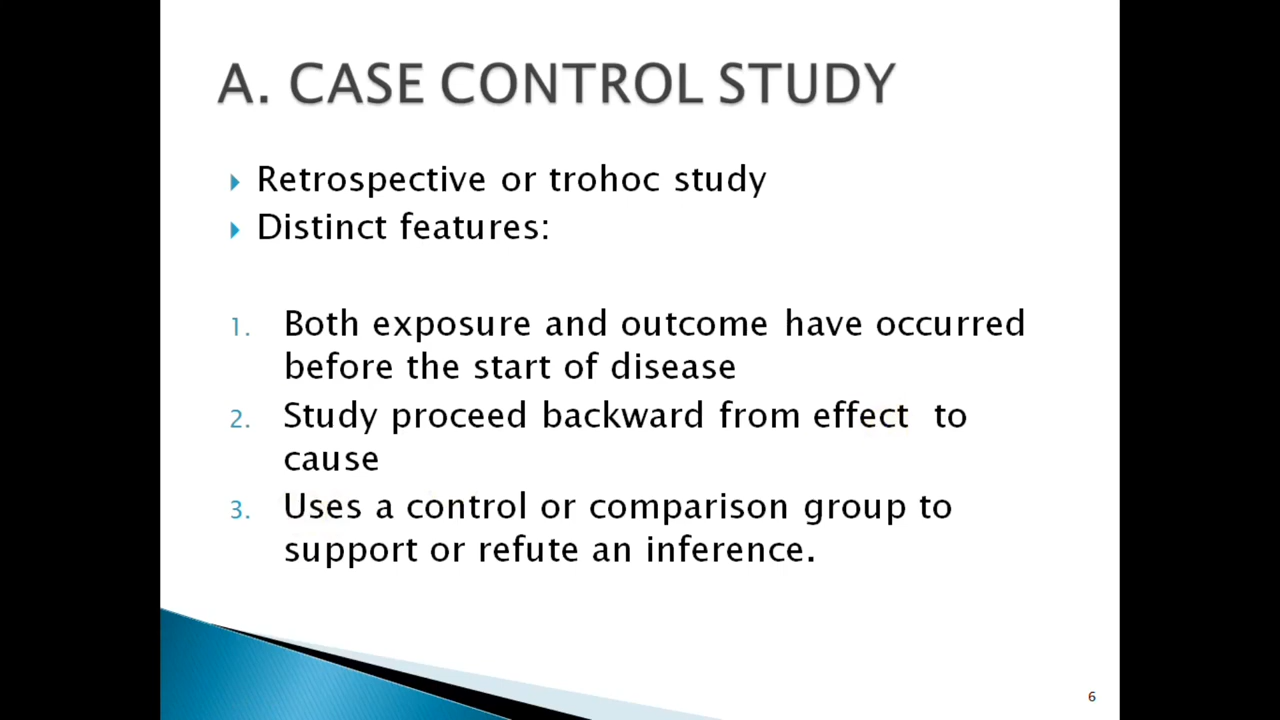 A. CASE CONTROL STUDY
Retrospective or trohoc study
Distinct features:
1. Both exposure and outcome have occurred
before the start of disease
2. Study proceed backward from effect  to
cause
3. Uses a control or comparison group to
support or refute an inference.
6